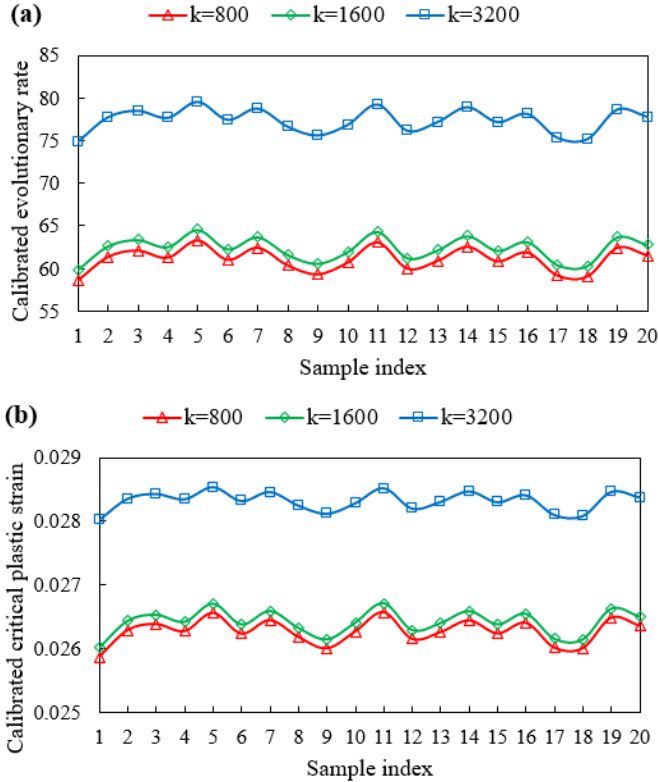 (a)
k=800 k=1600 k=3200
85
80
75
70
65
60
55
Calibrated evolutionary rate
1 2 3 4 5 6 7 8 9 10 11 12 13 14 15 16 17 18 19 20
Sample index
(b)
k=800 k=1600 k=3200
0.029
0.028
0.027
0.026
0.025
Calibrated critical plastic strain
1 2 3 4 5 6 7 8 9 10 11 12 13 14 15 16 17 18 19 20
Sample index